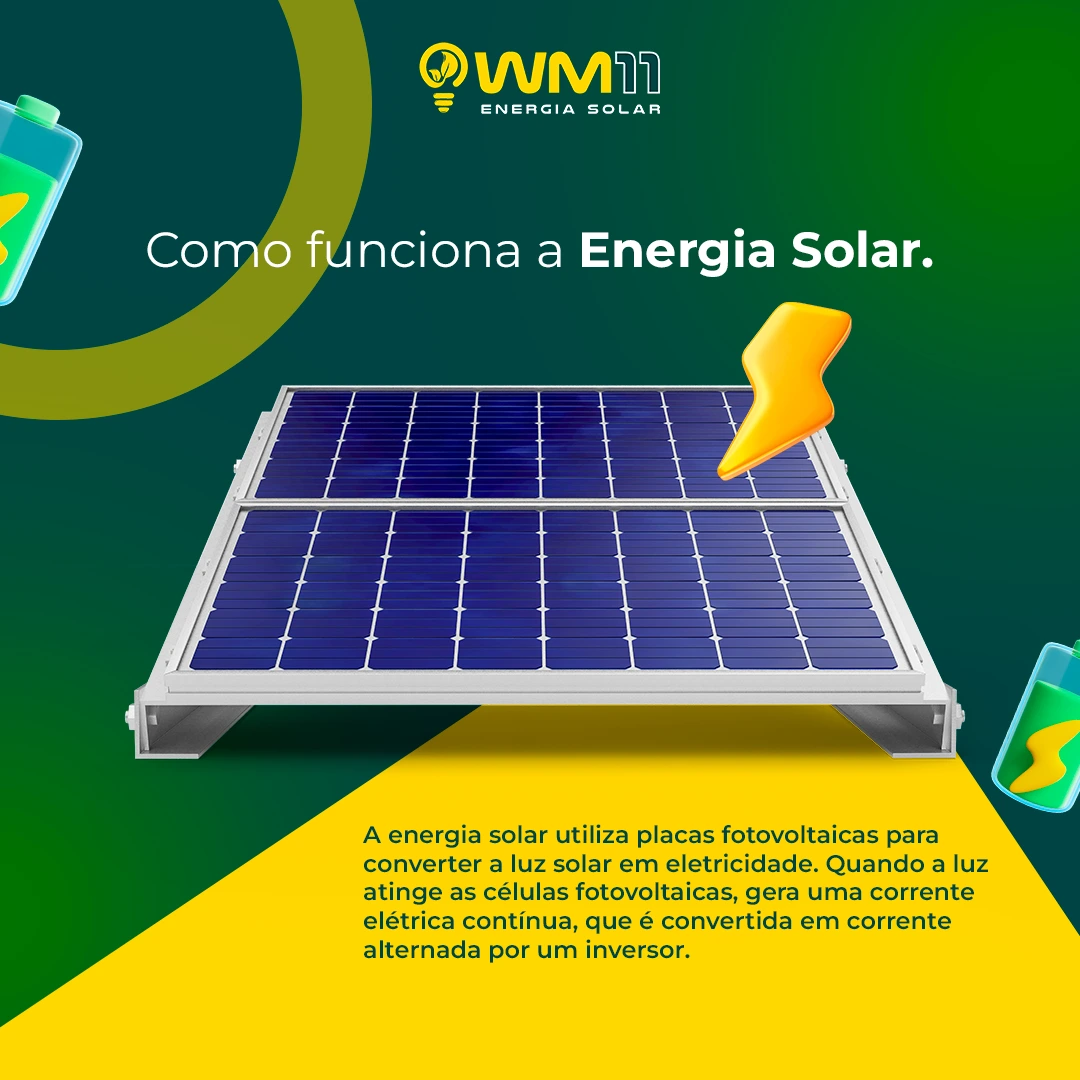 WM11
ENERGIA SOLAR
Como funciona a Energia Solar.
A energia solar utiliza placas fotovoltaicas para
converter a luz solar em eletricidade. Quando a luz
atinge as células fotovoltaicas, gera uma corrente
elétrica contínua, que é convertida em corrente
alternada por um inversor.